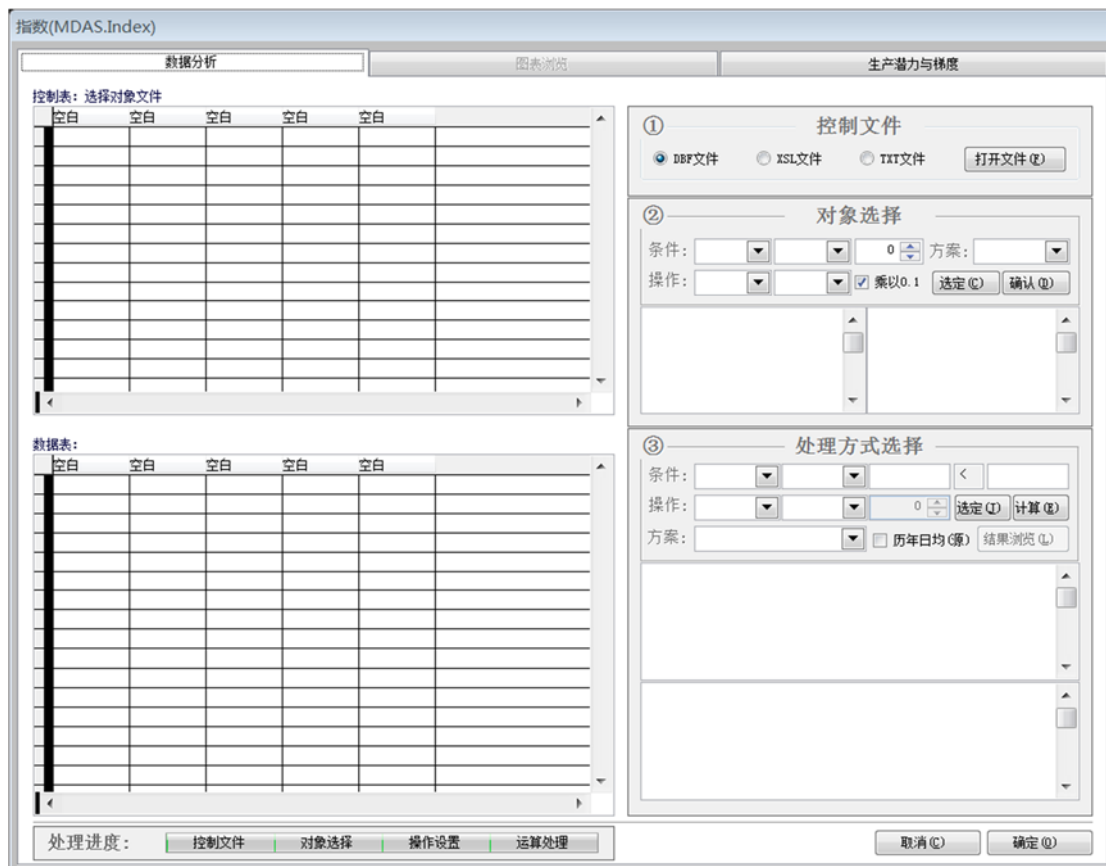 指数(MDAS.Index)
数据分析 图表浏览 生产潜力与梯度
控制表: 选择对象文件
空白 空白 空白 空白 空白
① 控制文件
DBF文件 XSL文件 TXT文件 打开文件(F)
② 对象选择
条件: 0 方案:
操作: 乘以0.1 选定(C) 确认(D)
数据表:
空白 空白 空白 空白 空白
③ 处理方式选择
条件: <
操作: 0 选定(T) 计算(E)
方案: 历年日均(源) 结果浏览(L)
处理进度: 控制文件 对象选择 操作设置 运算处理
取消(C) 确定(O)